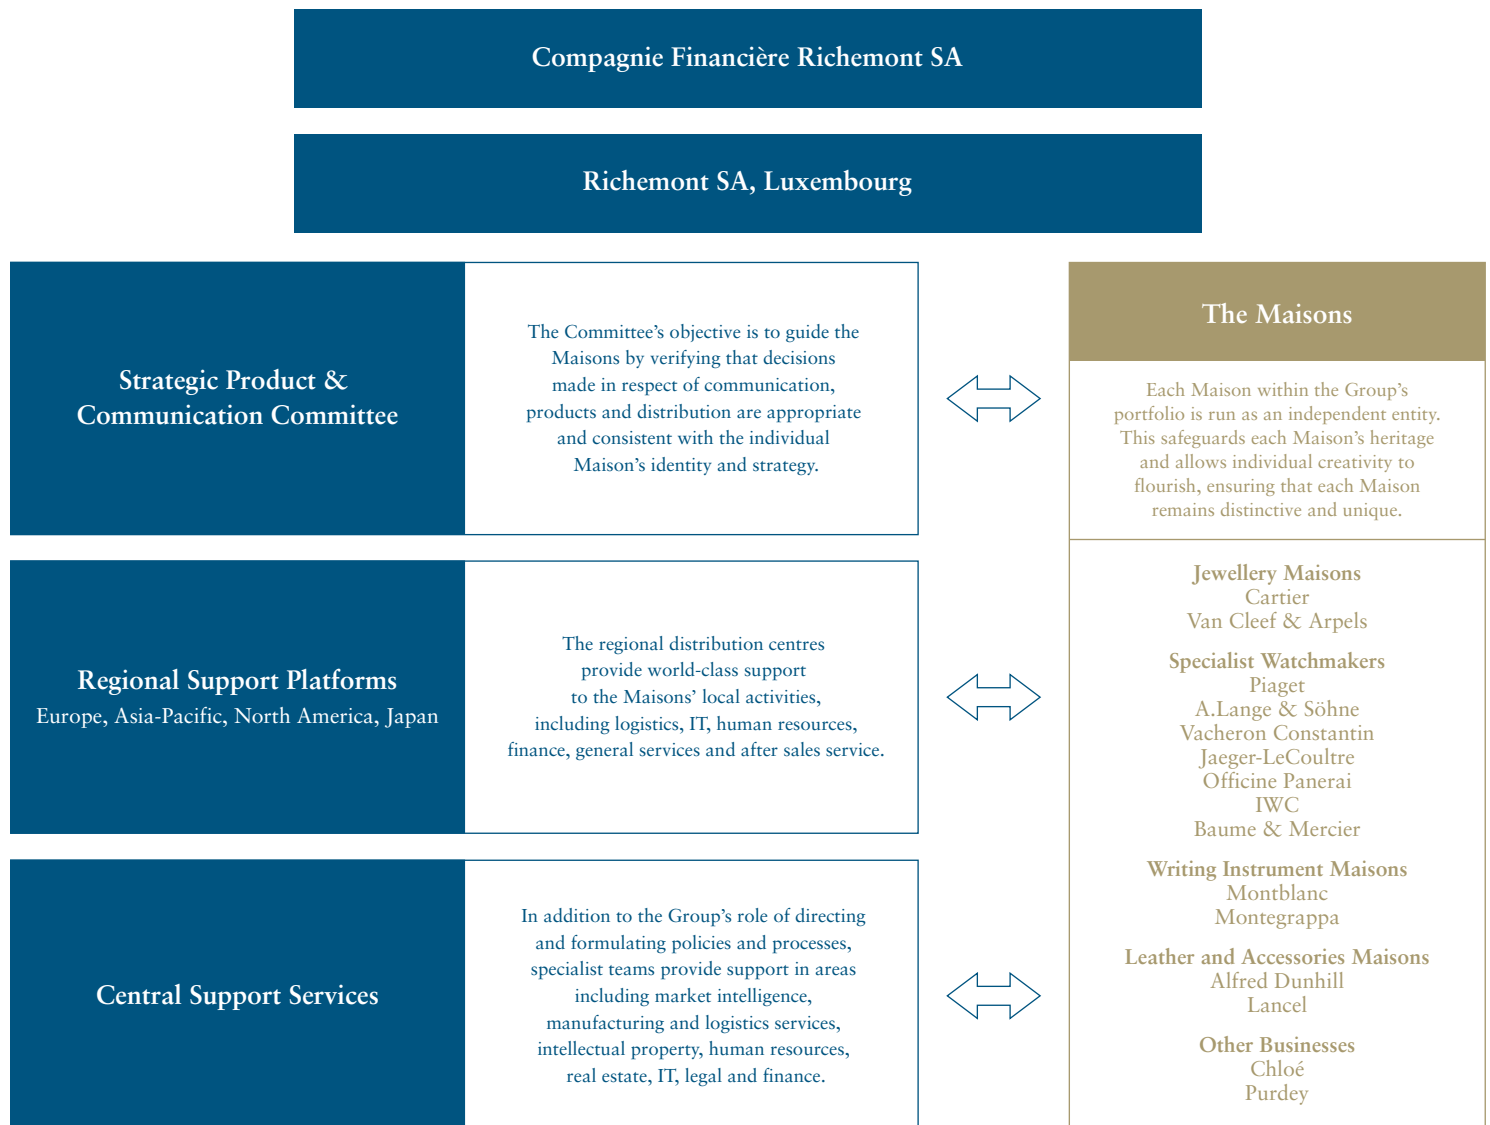 Compagnie Financière Richemont SA
Richemont SA, Luxembourg
Strategic Product &
Communication Committee
The Committee’s objective is to guide the
Maisons by verifying that decisions
made in respect of communication,
products and distribution are appropriate
and consistent with the individual
Maison’s identity and strategy.
Regional Support Platforms
Europe, Asia-Pacific, North America, Japan
The regional distribution centres
provide world-class support
to the Maisons’ local activities,
including logistics, IT, human resources,
finance, general services and after sales service.
Central Support Services
In addition to the Group’s role of directing
and formulating policies and processes,
specialist teams provide support in areas
including market intelligence,
manufacturing and logistics services,
intellectual property, human resources,
real estate, IT, legal and finance.
The Maisons
Each Maison within the Group’s
portfolio is run as an independent entity.
This safeguards each Maison’s heritage
and allows individual creativity to
flourish, ensuring that each Maison
remains distinctive and unique.
Jewellery Maisons
Cartier
Van Cleef & Arpels
Specialist Watchmakers
Piaget
A.Lange & Söhne
Vacheron Constantin
Jaeger-LeCoultre
Officine Panerai
IWC
Baume & Mercier
Writing Instrument Maisons
Montblanc
Montegrappa
Leather and Accessories Maisons
Alfred Dunhill
Lancel
Other Businesses
Chloé
Purdey